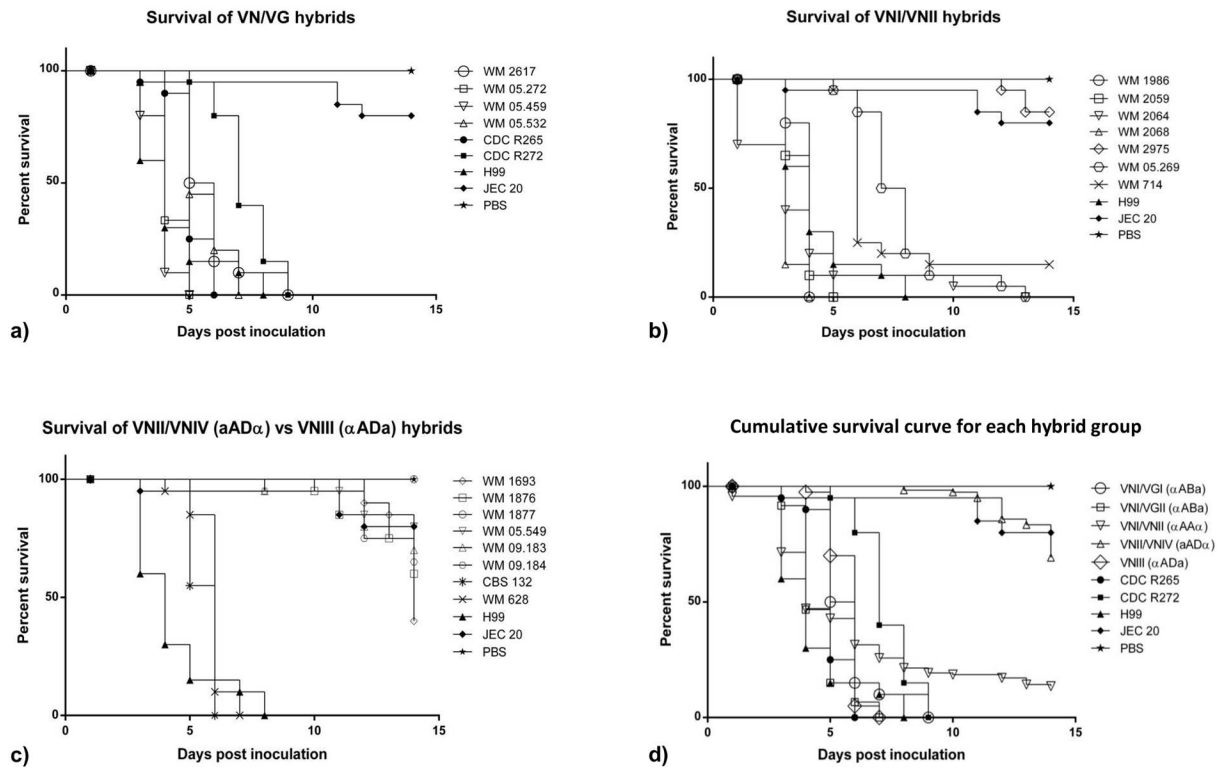 Survival of VN/VG hybrids
Percent survival
100
50
0
0 5 10 15
Days post inoculation
WM 2617
WM 05.272
WM 05.459
WM 05.532
CDC R265
CDC R272
H99
JEC 20
PBS
a)
Survival of VNI/VNII hybrids
Percent survival
100
50
0
0 5 10 15
Days post inoculation
WM 1986
WM 2059
WM 2064
WM 2068
WM 2975
WM 05.269
WM 714
H99
JEC 20
PBS
b)
Survival of VNII/VNIV (aADα) vs VNIII (αADa) hybrids
Percent survival
100
50
0
0 5 10 15
Days post inoculation
WM 1693
WM 1876
WM 1877
WM 05.549
WM 09.183
WM 09.184
CBS 132
WM 628
H99
JEC 20
PBS
c)
Cumulative survival curve for each hybrid group
Percent survival
100
50
0
0 5 10 15
Days post inoculation
VNI/VGI (αABa)
VNI/VGII (αABa)
VNI/VNII (αAAα)
VNII/VNIV (aADα)
VNIII (αADa)
CDC R265
CDC R272
H99
JEC 20
PBS
d)